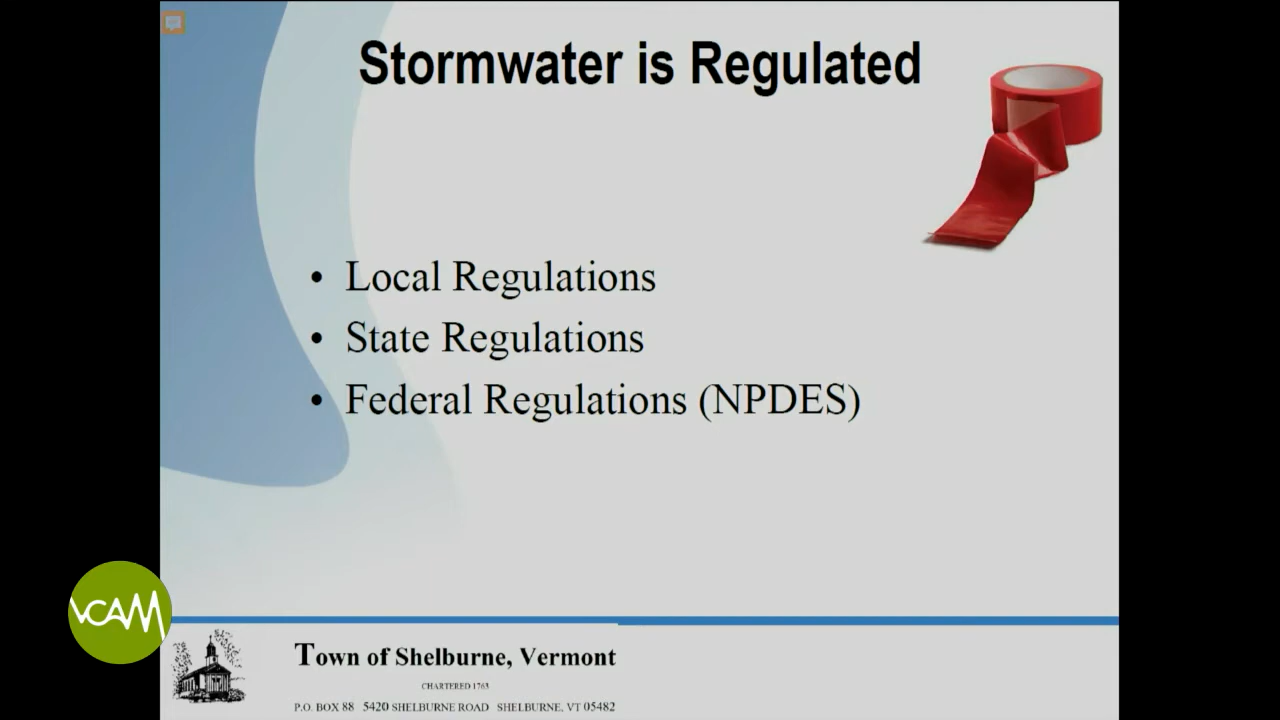 Stormwater is Regulated
• Local Regulations
• State Regulations
• Federal Regulations (NPDES)
VCAM
Town of Shelburne, Vermont
CHARTERED 1763
P.O. BOX 88 5420 SHELBURNE ROAD SHELBURNE, VT 05482